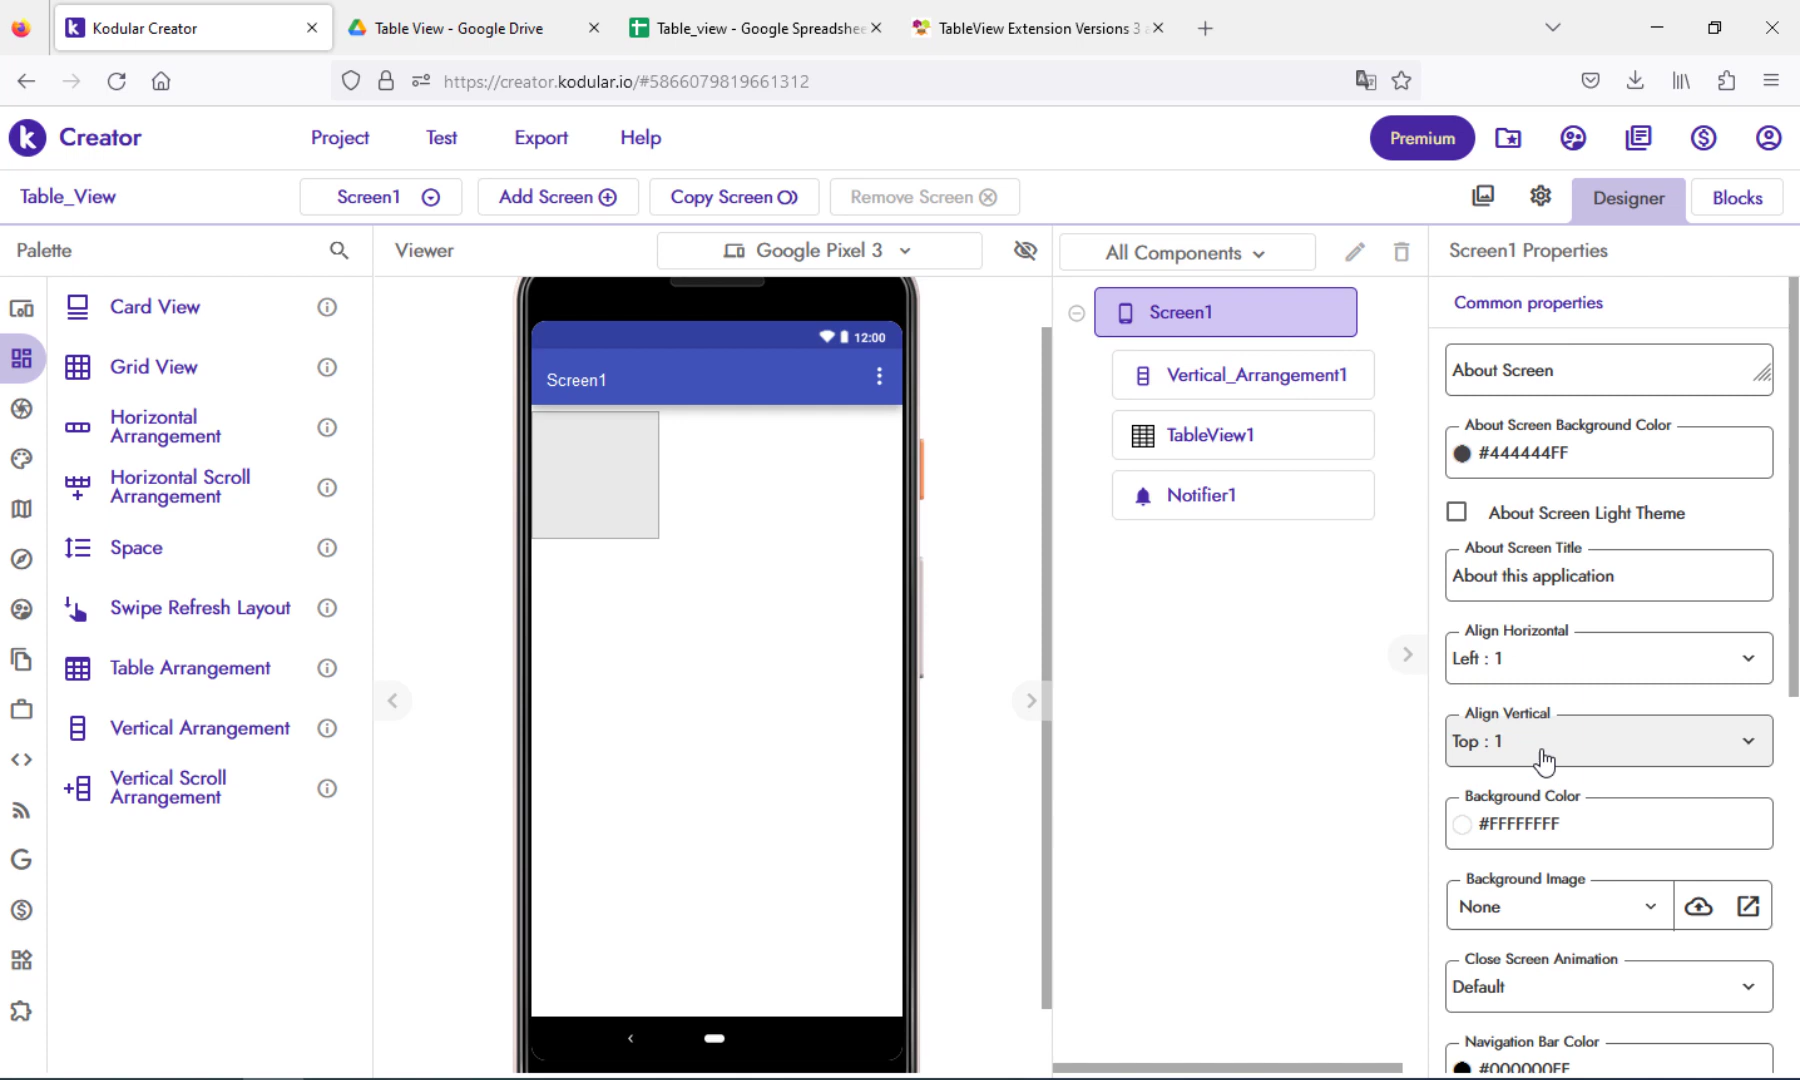 Kodular Creator
Table View - Google Drive
Table_view - Google Spreadshee
TableView Extension Versions 3
https://creator.kodular.io/#5866079819661312
k Creator Project Test Export Help Premium
Table_View Screen1 Add Screen Copy Screen Remove Screen Designer Blocks
Palette Viewer Google Pixel 3 All Components Screen1 Properties
Card View
Grid View
Horizontal
Arrangement
Horizontal Scroll
Arrangement
Space
Swipe Refresh Layout
Table Arrangement
Vertical Arrangement
Vertical Scroll
Arrangement
12:00
Screen1
Screen1
Vertical_Arrangement1
TableView1
Notifier1
Common properties
About Screen
About Screen Background Color
#444444FF
About Screen Light Theme
About Screen Title
About this application
Align Horizontal
Left : 1
Align Vertical
Top : 1
Background Color
#FFFFFFFF
Background Image
None
Close Screen Animation
Default
Navigation Bar Color
#000000FF